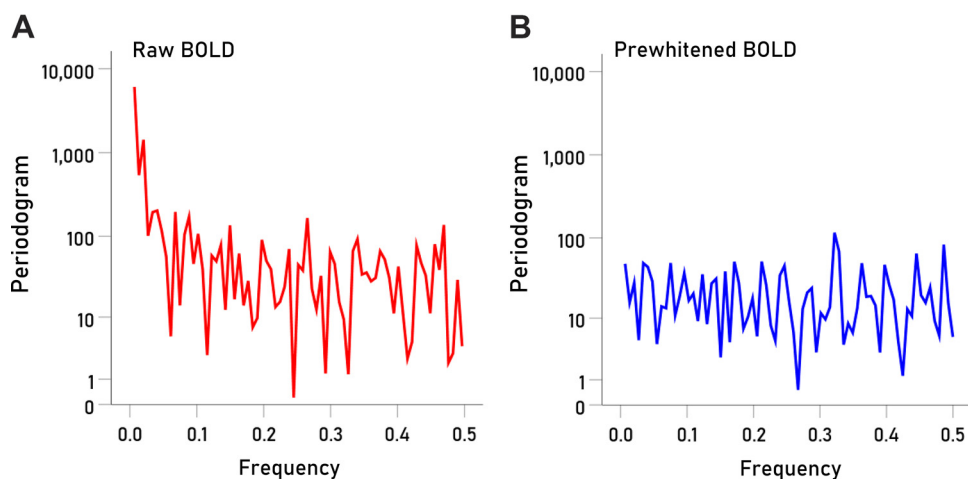 A
Raw BOLD
10,000
1,000
100
10
1
0
Periodogram
0.0 0.1 0.2 0.3 0.4 0.5
Frequency
B
Prewhitened BOLD
10,000
1,000
100
10
1
0
Periodogram
0.0 0.1 0.2 0.3 0.4 0.5
Frequency